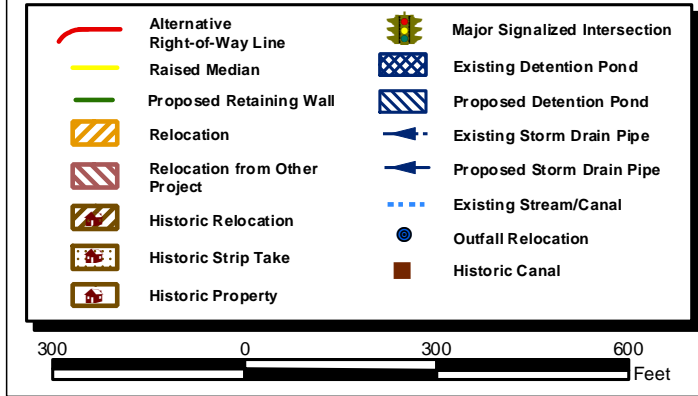 Alternative
Right-of-Way Line
Raised Median
Proposed Retaining Wall
Relocation
Relocation from Other
Project
Historic Relocation
Historic Strip Take
Historic Property
Major Signalized Intersection
Existing Detention Pond
Proposed Detention Pond
Existing Storm Drain Pipe
Proposed Storm Drain Pipe
Existing Stream/Canal
Outfall Relocation
Historic Canal
300 0 300 600
Feet